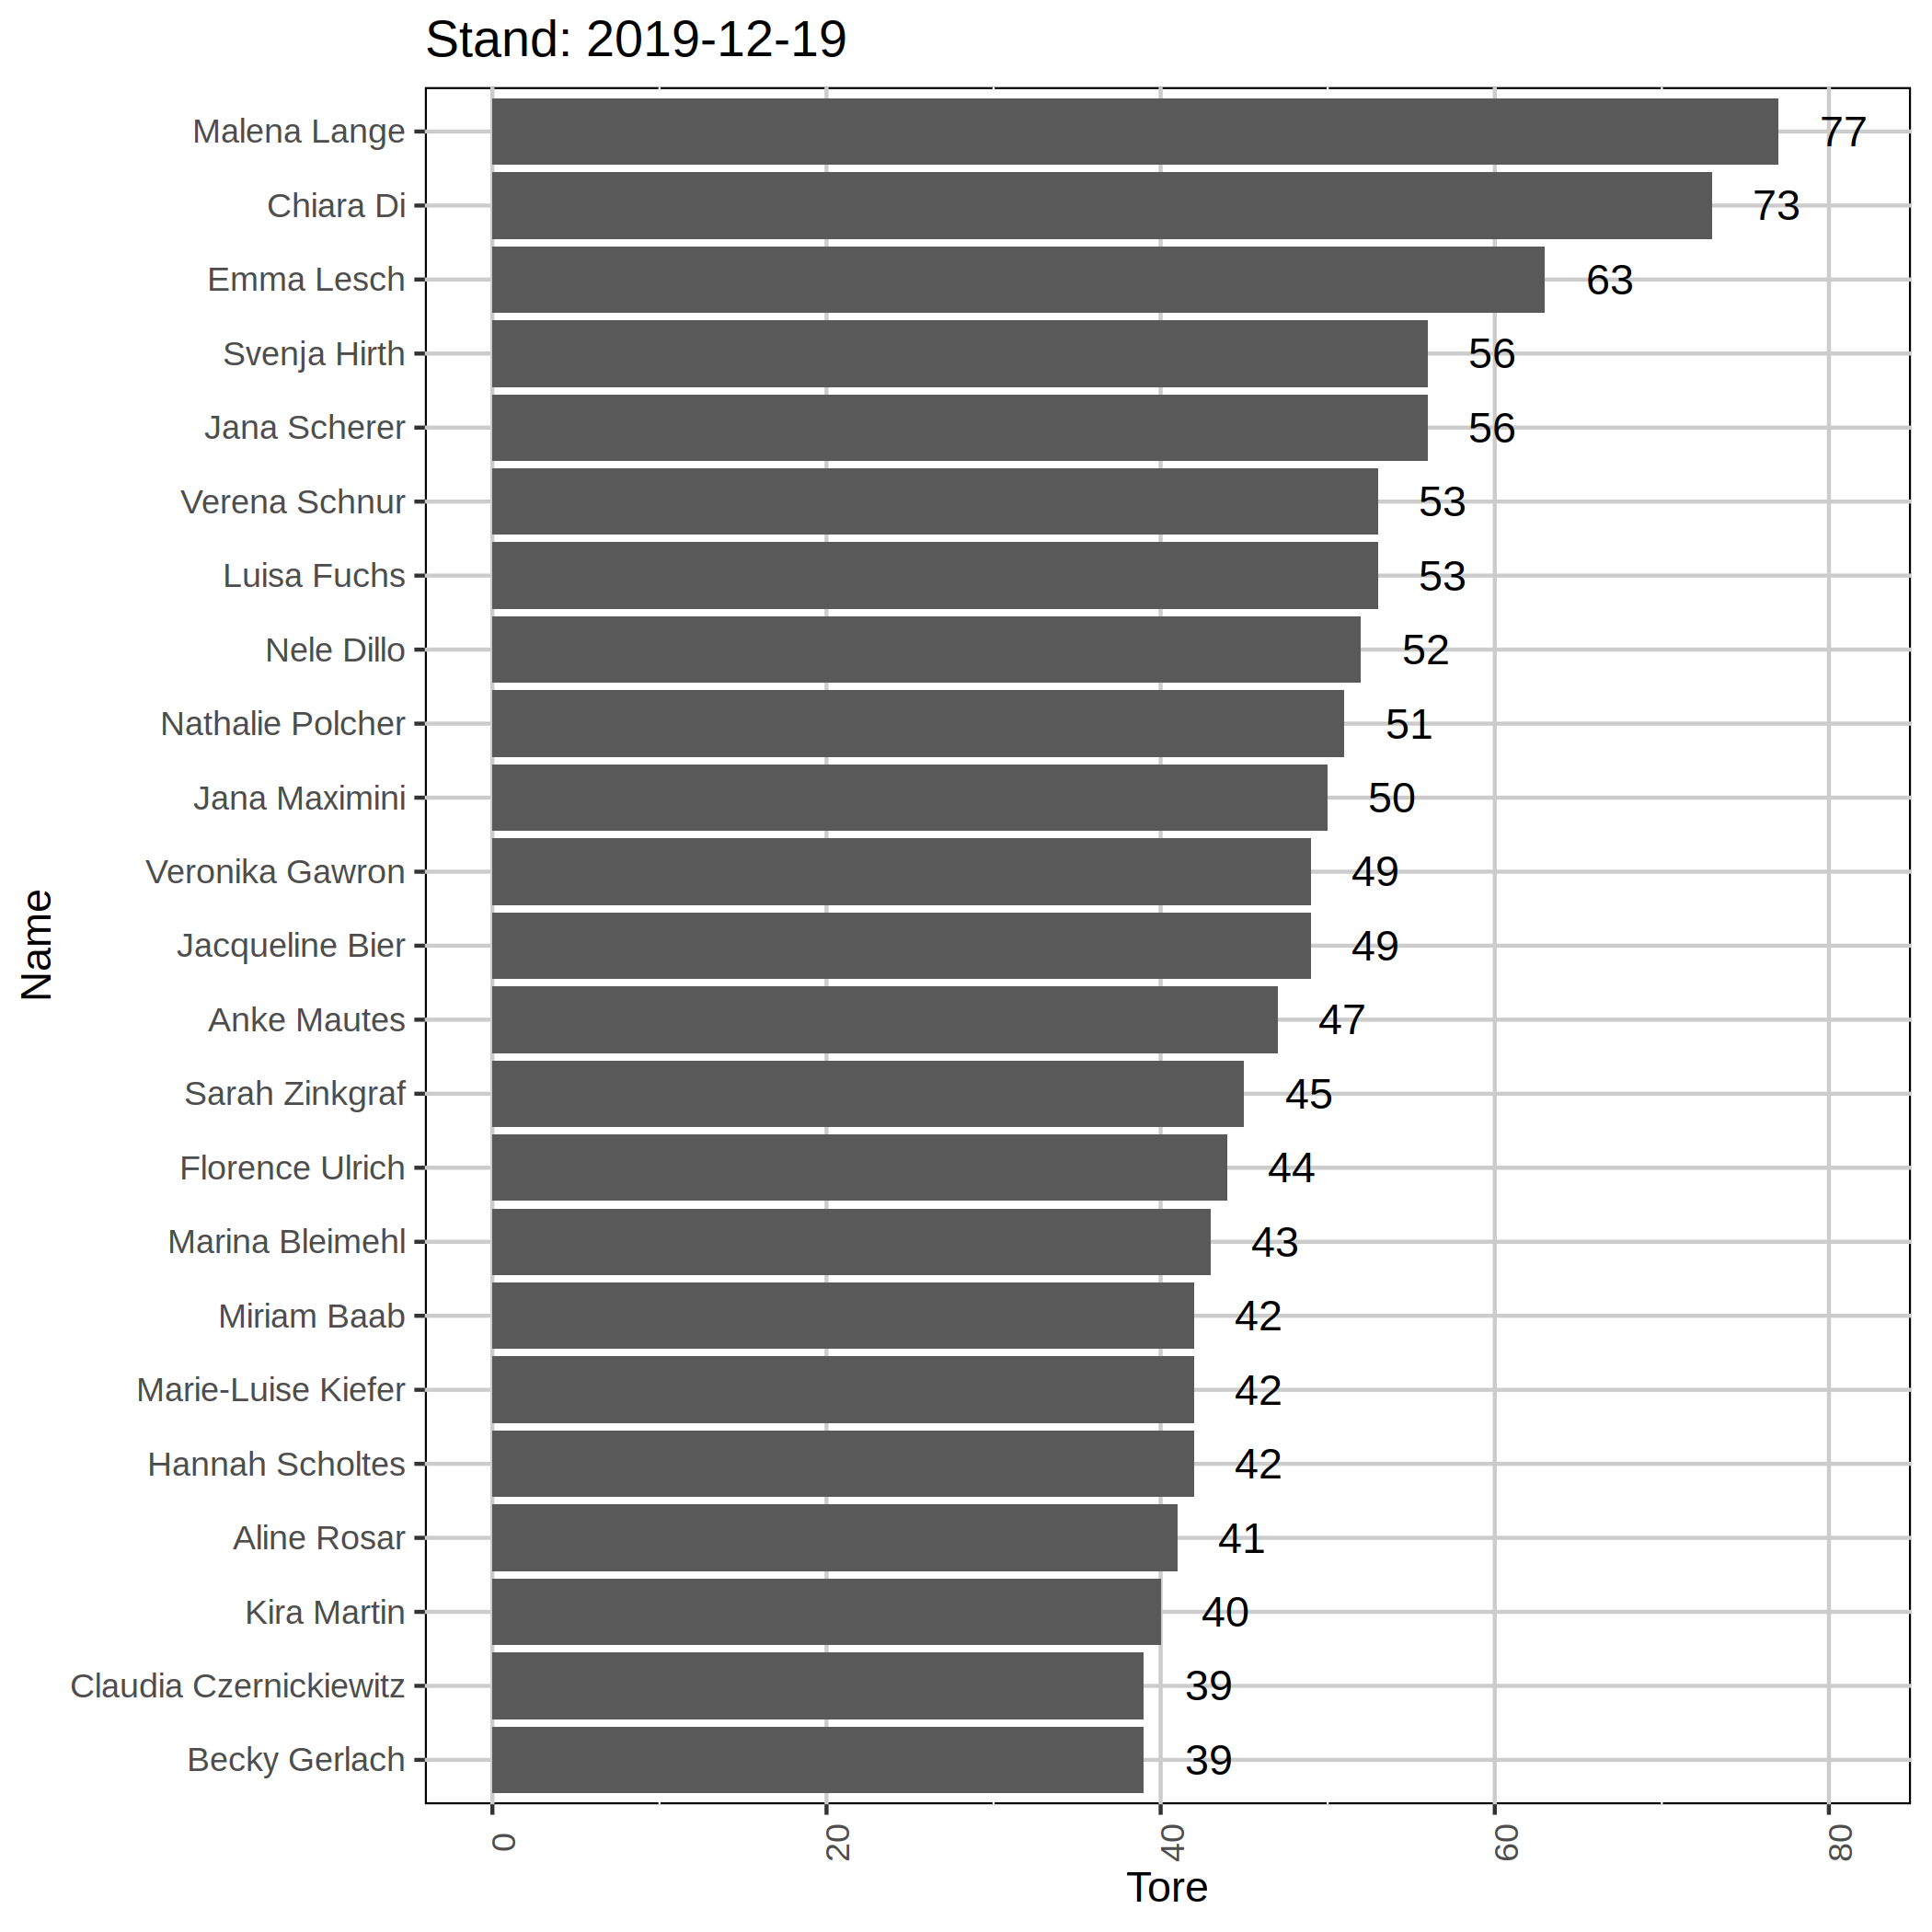 Stand: 2019-12-19
Malena Lange 77
Chiara Di 73
Emma Lesch 63
Svenja Hirth 56
Jana Scherer 56
Verena Schnur 53
Luisa Fuchs 53
Nele Dillo 52
Nathalie Polcher 51
Jana Maximini 50
Veronika Gawron 49
Jacqueline Bier 49
Anke Mautes 47
Sarah Zinkgraf 45
Florence Ulrich 44
Marina Bleimehl 43
Miriam Baab 42
Marie-Luise Kiefer 42
Hannah Scholtes 42
Aline Rosar 41
Kira Martin 40
Claudia Czernickiewitz 39
Becky Gerlach 39
Name
0 20 40 60 80
Tore